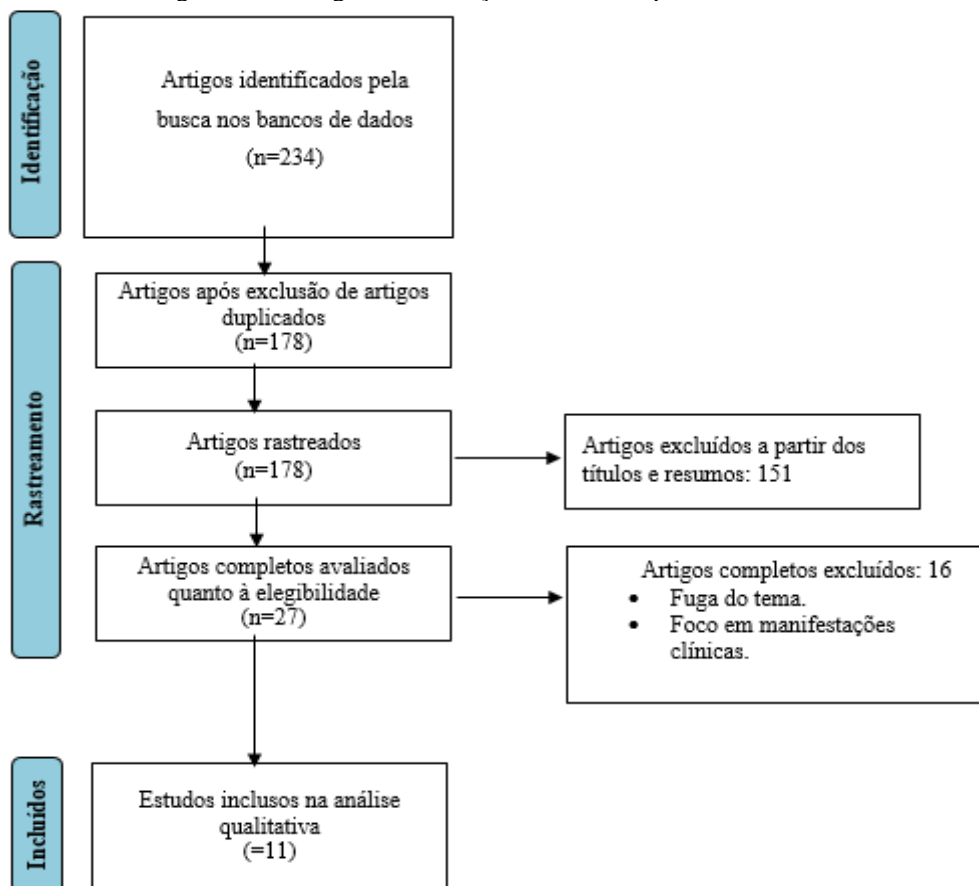 Identificação
Artigos identificados pela
busca nos bancos de dados
(n=234)
Rastreamento
Artigos após exclusão de artigos
duplicados
(n=178)
Artigos rastreados
(n=178)
Artigos excluídos a partir dos
títulos e resumos: 151
Artigos completos avaliados
quanto à elegibilidade
(n=27)
Artigos completos excluídos: 16
• Fuga do tema.
• Foco em manifestações
clínicas.
Incluídos
Estudos inclusos na análise
qualitativa
(=11)